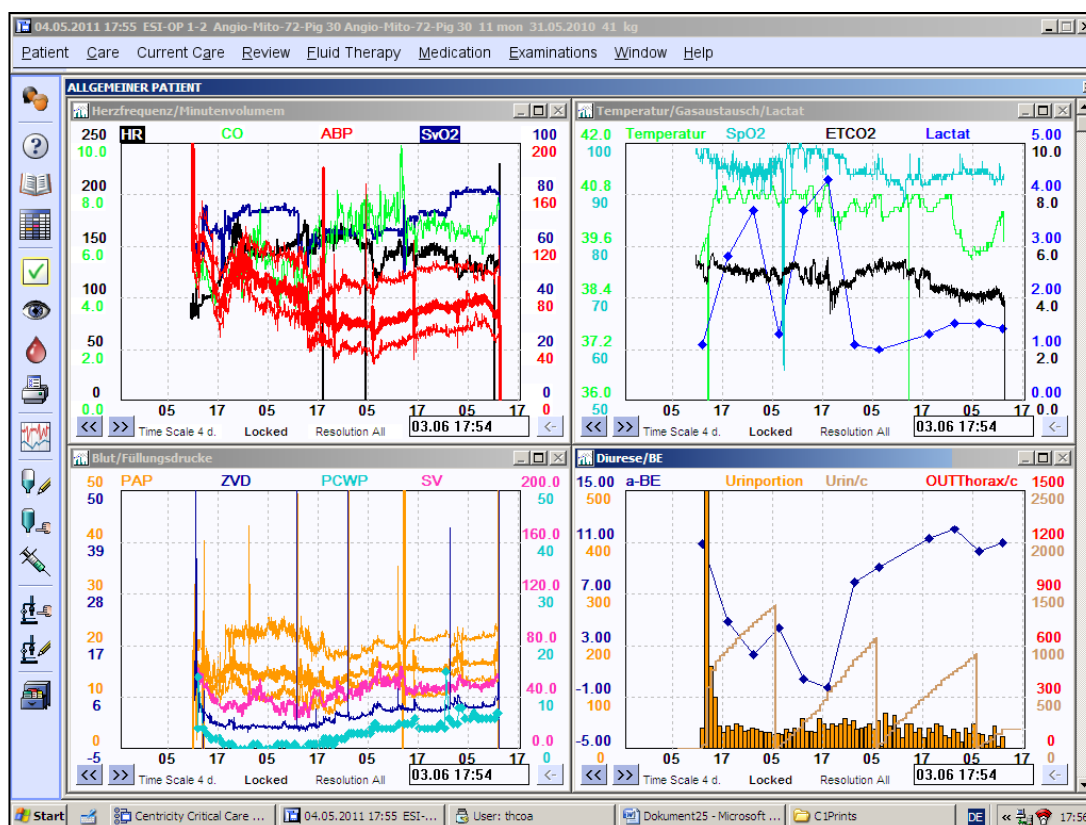 04.05.2011 17:55 ESI-OP 1-2 Angio-Mito-72-Pig 30 Angio-Mito-72-Pig 30 11 mon 31.05.2010 41 kg
Patient Care Current Care Review Fluid Therapy Medication Examinations Window Help
ALLGEMEINER PATIENT
Herzfrequenz/Minutenvolumem
250 HR CO ABP SvO2 100
10.0 200
200 80
8.0 160
150 60
6.0 120
100 40
4.0 80
50 20
2.0 40
0 0
0.0 05 17 05 17 05 17 0
<< >> Time Scale 4 d. Locked Resolution All 03.06 17:54 <-
Temperatur/Gasaustausch/Lactat
42.0 Temperatur SpO2 ETCO2 Lactat 5.00
100 10.0
40.8 4.00
90 8.0
39.6 3.00
80 6.0
38.4 2.00
70 4.0
37.2 1.00
60 2.0
36.0 0.00
50 05 17 05 17 05 17 05 17 0.0
<< >> Time Scale 4 d. Locked Resolution All 03.06 17:54 <-
Blut/Füllungsdrucke
50 PAP ZVD PCWP SV 200.0
50 50
40 160.0
39 40
30 120.0
28 30
20 80.0
17 20
10 40.0
6 10
0 0.0
-5 05 17 05 17 05 17 0
<< >> Time Scale 4 d. Locked Resolution All 03.06 17:54 <-
Diurese/BE
15.00 a-BE Urinportion Urin/c OUTThorax/c 1500
500 2500
11.00 1200
400 2000
7.00 900
300 1500
3.00 600
200 1000
-1.00 300
100 500
-5.00 0
0 05 17 05 17 05 17 05 17 0
<< >> Time Scale 4 d. Locked Resolution All 03.06 17:54 <-
Start Centricity Critical Care ... 04.05.2011 17:55 ESI-... User: thcoa Dokument25 - Microsoft ... C1Prints DE «